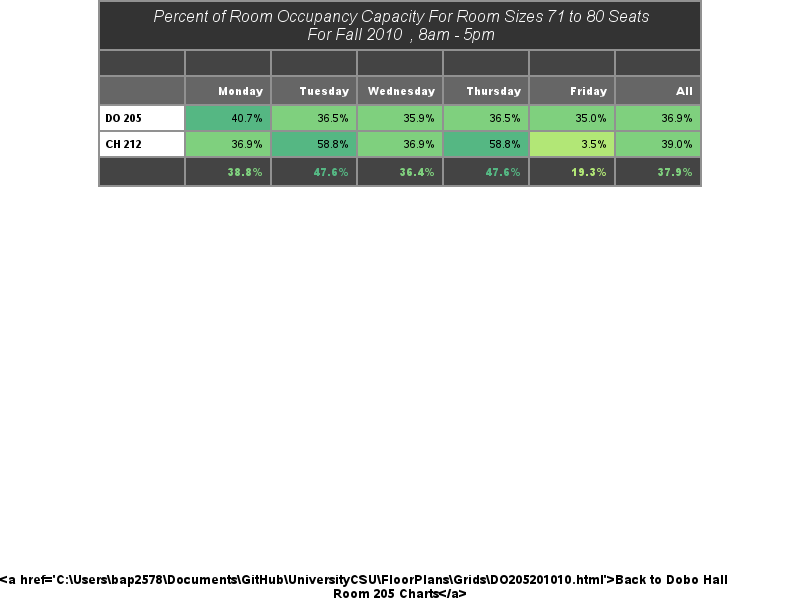 Percent of Room Occupancy Capacity For Room Sizes 71 to 80 Seats
For Fall 2010 , 8am - 5pm
Monday Tuesday Wednesday Thursday Friday All
DO 205 40.7% 36.5% 35.9% 36.5% 35.0% 36.9%
CH 212 36.9% 58.8% 36.9% 58.8% 3.5% 39.0%
38.8% 47.6% 36.4% 47.6% 19.3% 37.9%
<a href='C:\Users\bap2578\Documents\GitHub\UniversityCSU\FloorPlans\Grids\DO205201010.html'>Back to Dobo Hall
Room 205 Charts</a>